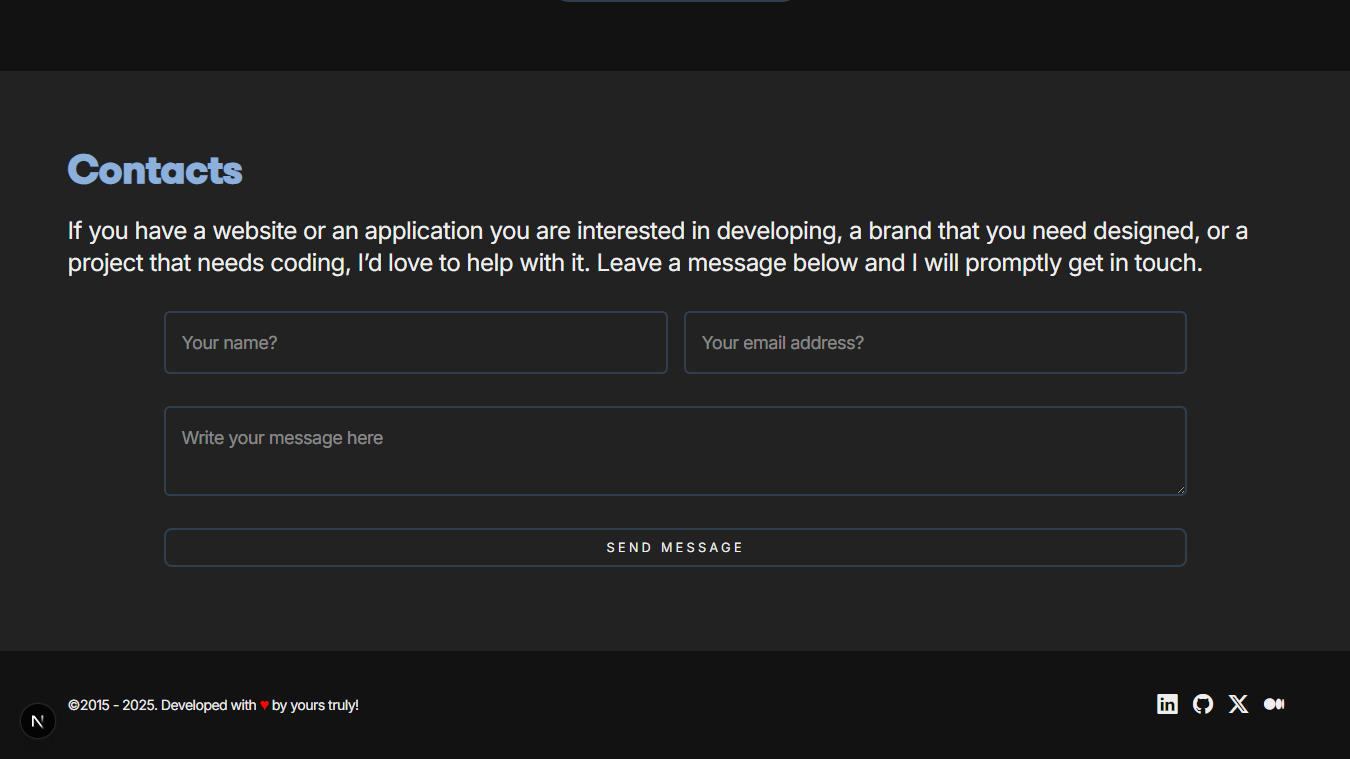 Contacts
If you have a website or an application you are interested in developing, a brand that you need designed, or a
project that needs coding, I’d love to help with it. Leave a message below and I will promptly get in touch.
Your name?
Your email address?
Write your message here
SEND MESSAGE
©2015 - 2025. Developed with ♥ by yours truly!
N
in
X